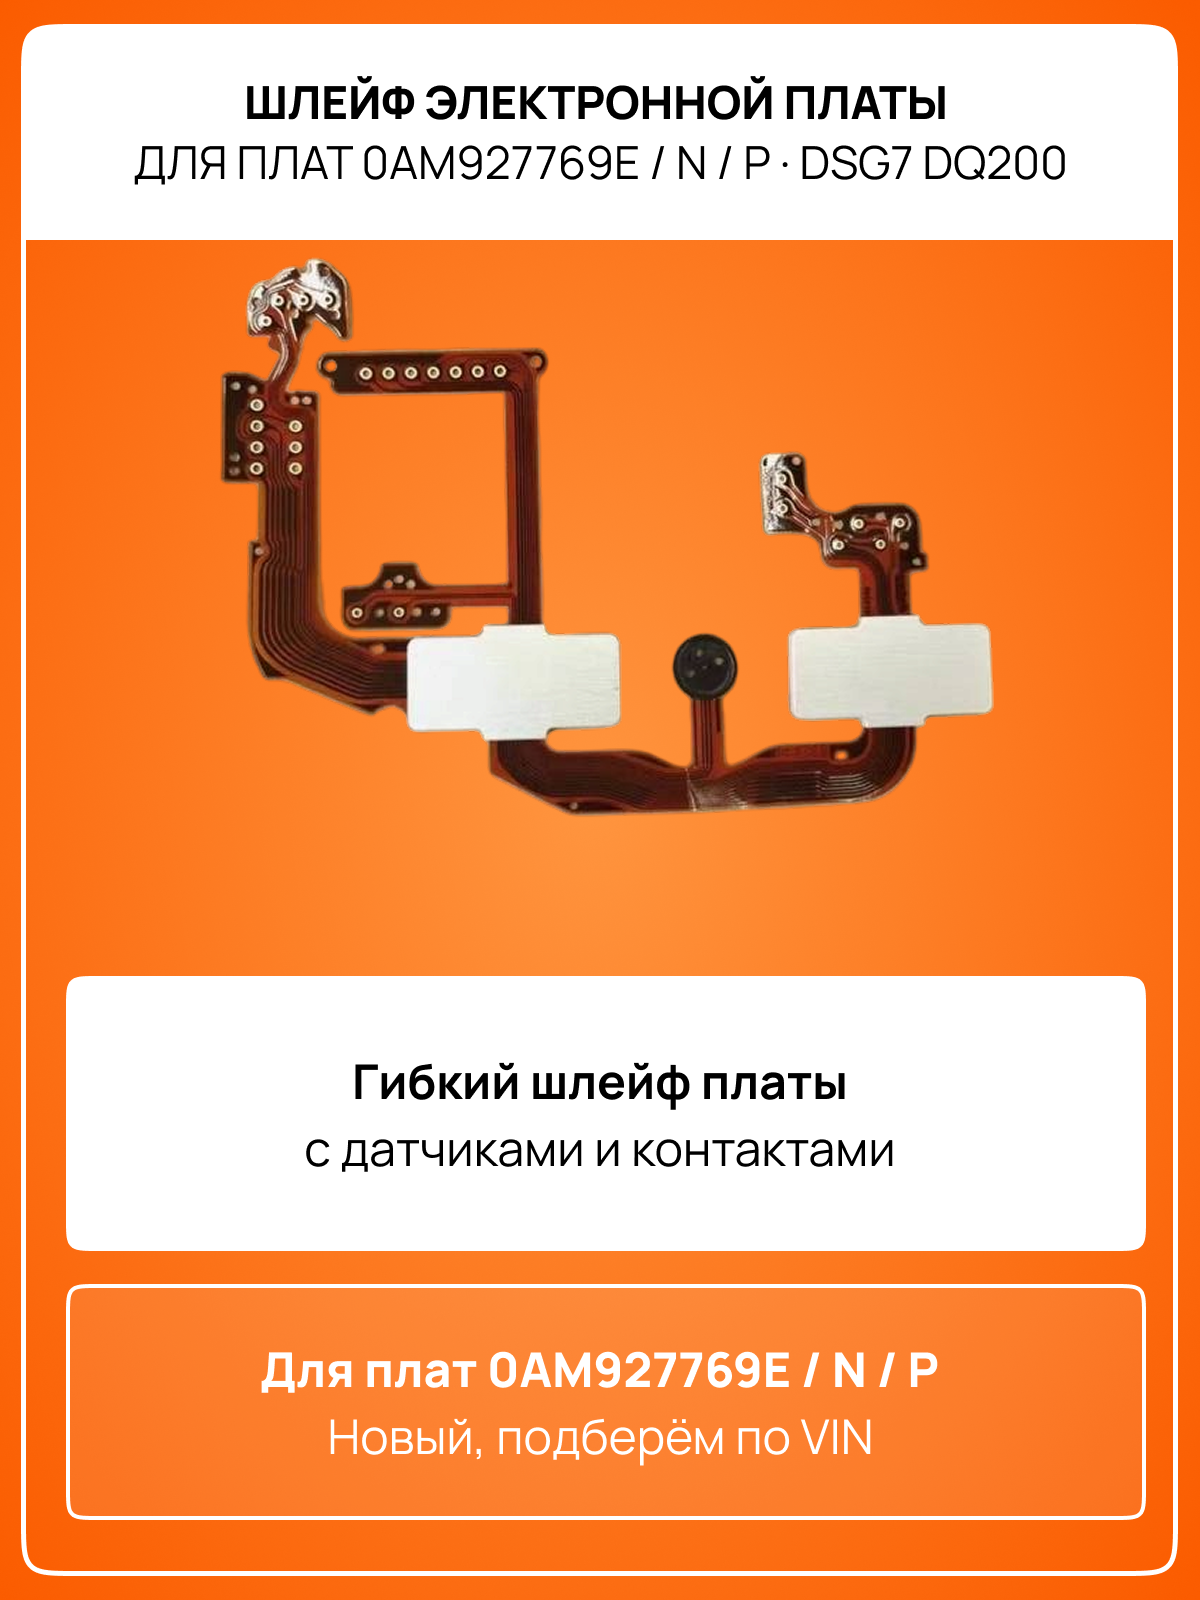 ШЛЕЙФ ЭЛЕКТРОННОЙ ПЛАТЫ
ДЛЯ ПЛАТ 0AM927769E / N / P · DSG7 DQ200
Гибкий шлейф платы
с датчиками и контактами
Для плат 0AM927769E / N / P
Новый, подберём по VIN